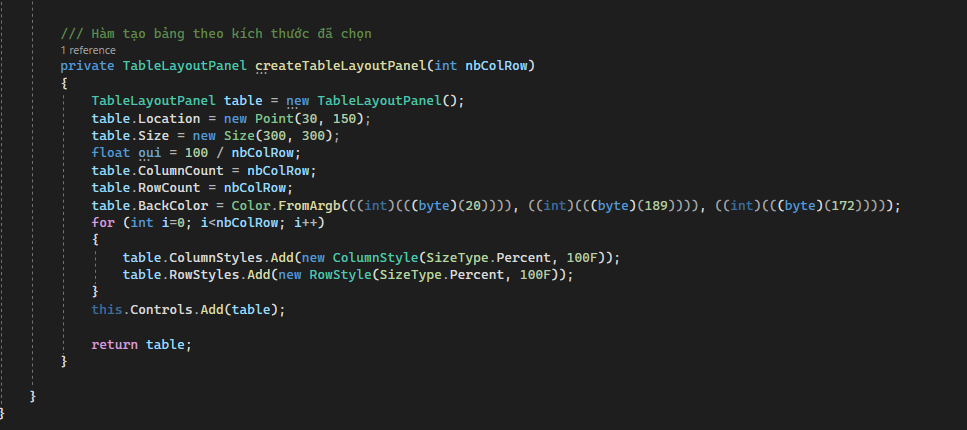 /// Hàm tạo bảng theo kích thước đã chọn
1 reference
private TableLayoutPanel createTableLayoutPanel(int nbColRow)
{
TableLayoutPanel table = new TableLayoutPanel();
table.Location = new Point(30, 150);
table.Size = new Size(300, 300);
float oui = 100 / nbColRow;
table.ColumnCount = nbColRow;
table.RowCount = nbColRow;
table.BackColor = Color.FromArgb(((int)(((byte)(20)))), ((int)(((byte)(189)))), ((int)(((byte)(172)))));
for (int i=0; i<nbColRow; i++)
{
table.ColumnStyles.Add(new ColumnStyle(SizeType.Percent, 100F));
table.RowStyles.Add(new RowStyle(SizeType.Percent, 100F));
}
this.Controls.Add(table);
return table;
}
}
}